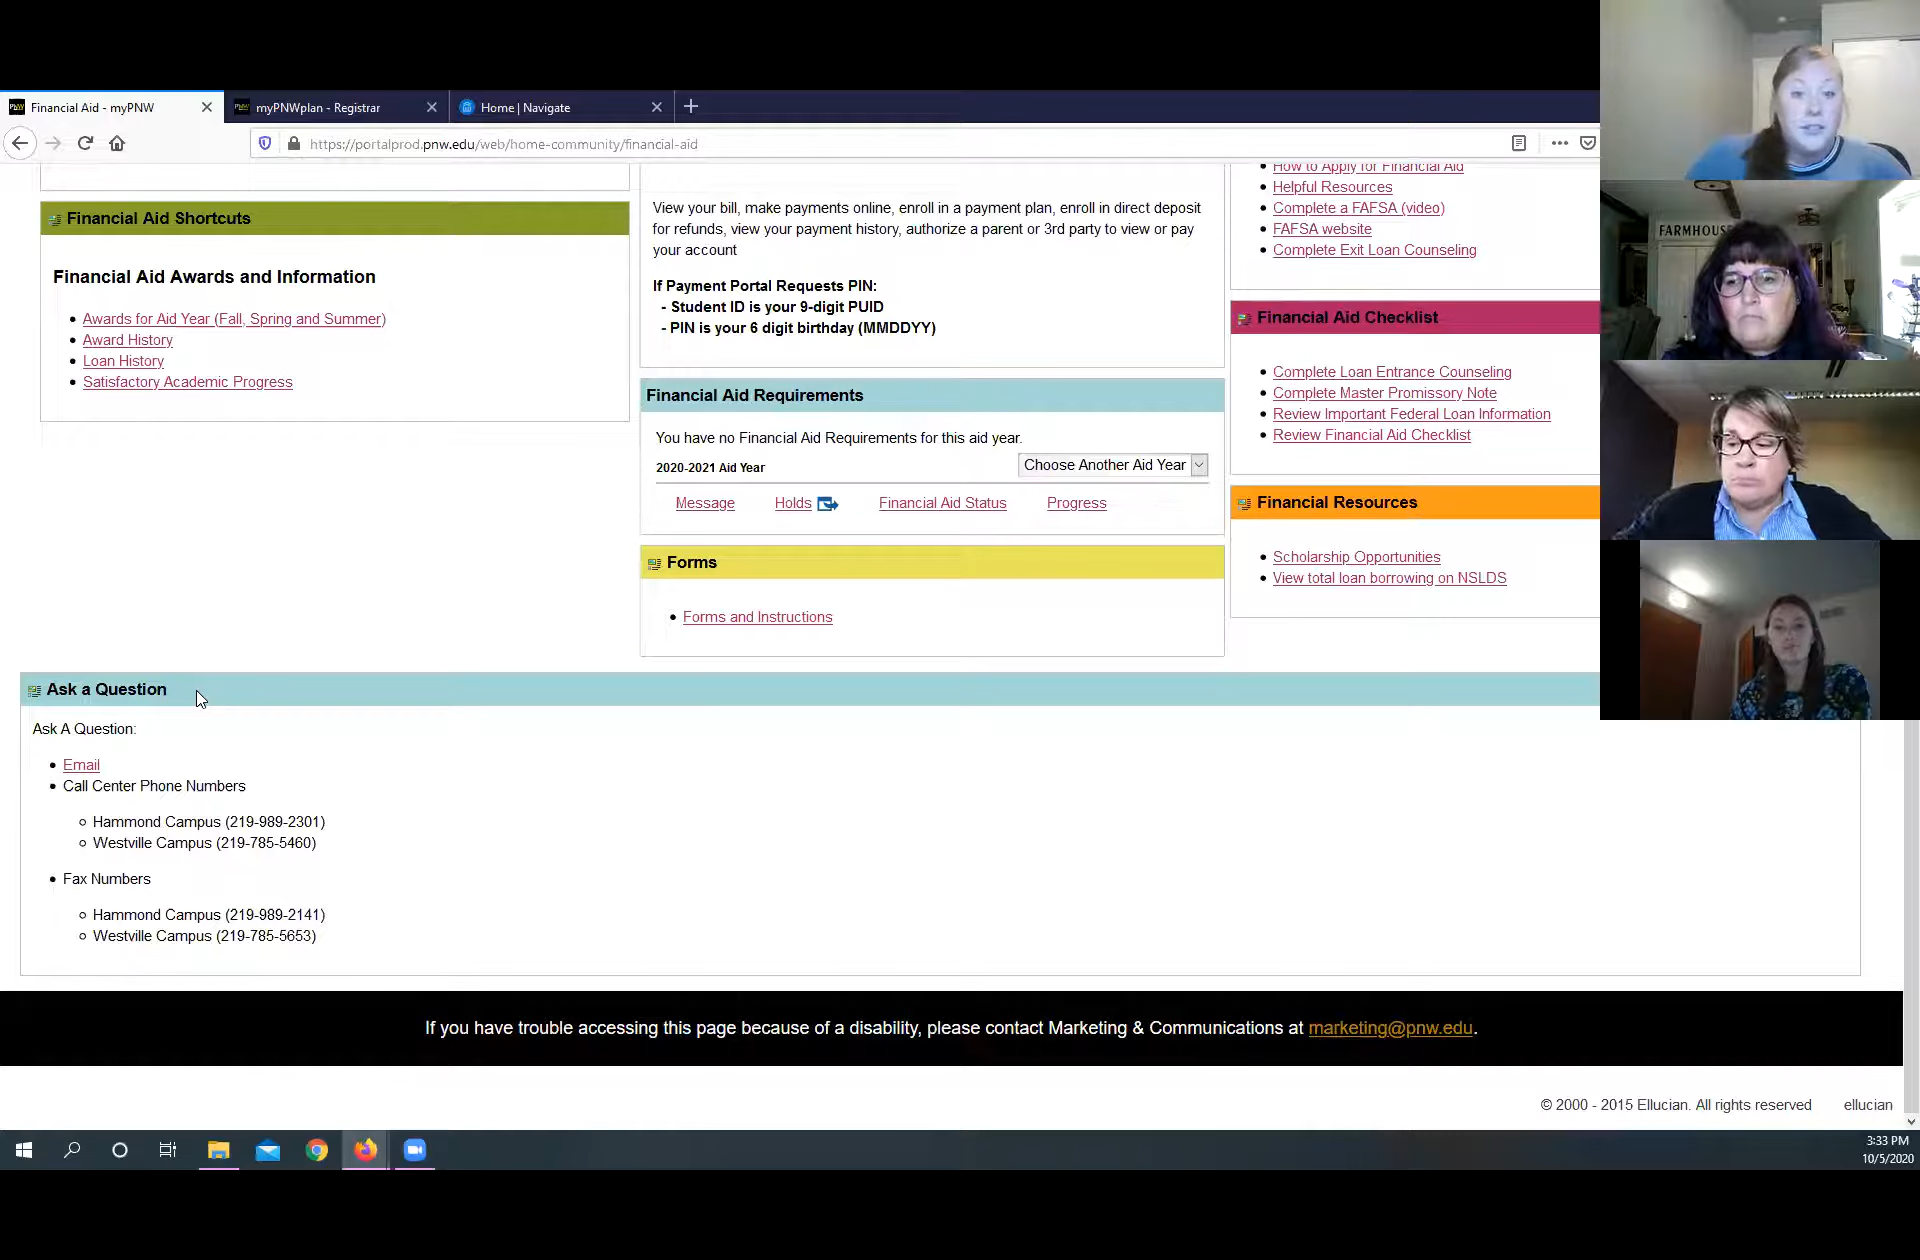 Financial Aid - myPNW
myPNWplan - Registrar
Home | Navigate
https://portalprod.pnw.edu/web/home-community/financial-aid
Financial Aid Shortcuts
Financial Aid Awards and Information
Awards for Aid Year (Fall, Spring and Summer)
Award History
Loan History
Satisfactory Academic Progress
View your bill, make payments online, enroll in a payment plan, enroll in direct deposit
for refunds, view your payment history, authorize a parent or 3rd party to view or pay
your account
If Payment Portal Requests PIN:
- Student ID is your 9-digit PUID
- PIN is your 6 digit birthday (MMDDYY)
Financial Aid Requirements
You have no Financial Aid Requirements for this aid year.
2020-2021 Aid Year
Choose Another Aid Year
Message
Holds
Financial Aid Status
Progress
Forms
Forms and Instructions
How to Apply for Financial Aid
Helpful Resources
Complete a FAFSA (video)
FAFSA website
Complete Exit Loan Counseling
Financial Aid Checklist
Complete Loan Entrance Counseling
Complete Master Promissory Note
Review Important Federal Loan Information
Review Financial Aid Checklist
Financial Resources
Scholarship Opportunities
View total loan borrowing on NSLDS
FARMHOUSE
Ask a Question
Ask A Question:
Email
Call Center Phone Numbers
Hammond Campus (219-989-2301)
Westville Campus (219-785-5460)
Fax Numbers
Hammond Campus (219-989-2141)
Westville Campus (219-785-5653)
If you have trouble accessing this page because of a disability, please contact Marketing & Communications at marketing@pnw.edu.
© 2000 - 2015 Ellucian. All rights reserved
ellucian
3:33 PM
10/5/2020